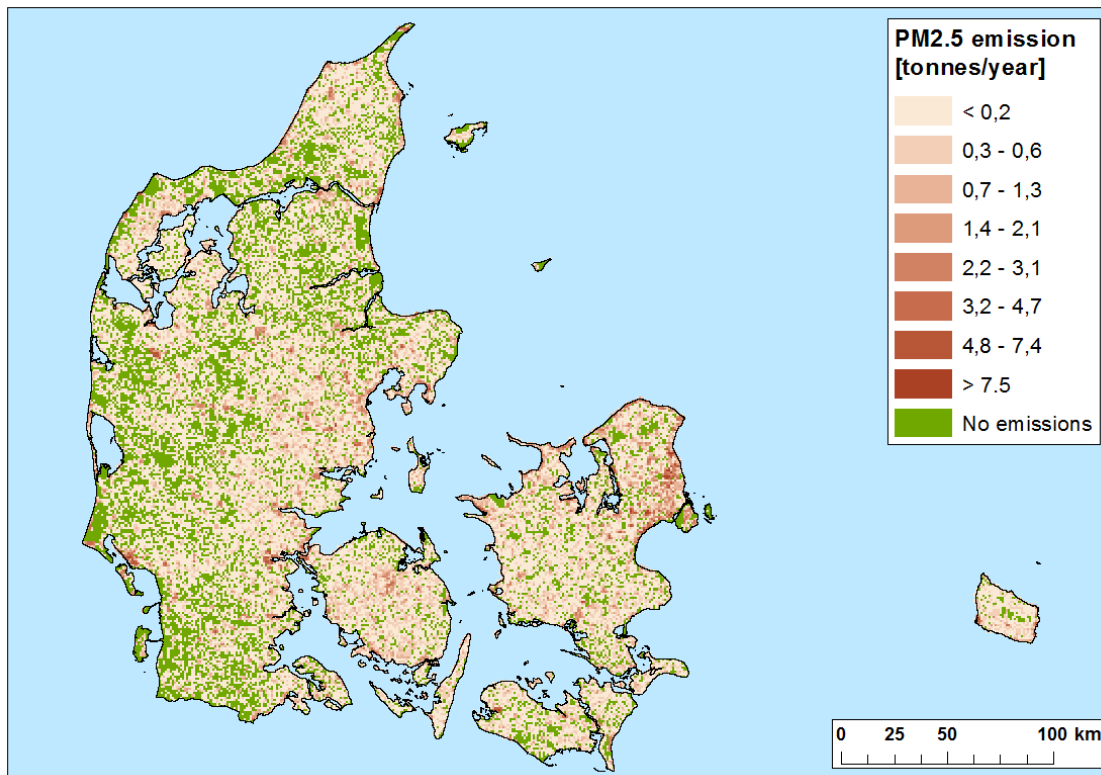 PM2.5 emission
[tonnes/year]
< 0,2
0,3 - 0,6
0,7 - 1,3
1,4 - 2,1
2,2 - 3,1
3,2 - 4,7
4,8 - 7,4
> 7.5
No emissions
0 25 50 100 km